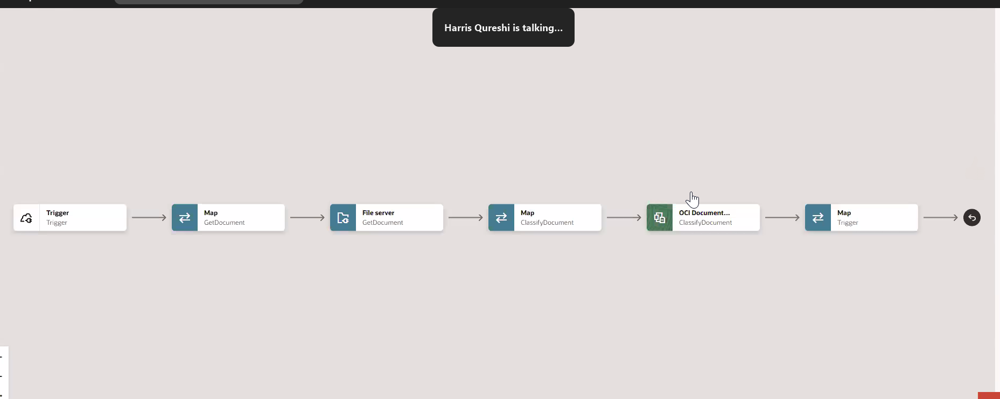 Harris Qureshi is talking...
Trigger
Trigger
Map
GetDocument
File server
GetDocument
Map
ClassifyDocument
OCI Document...
ClassifyDocument
Map
Trigger